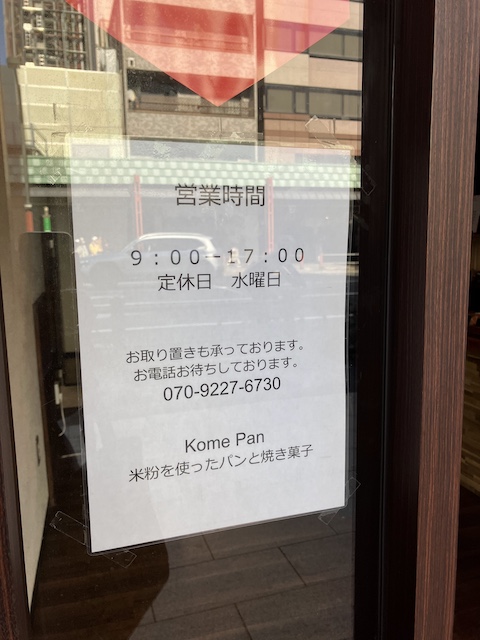 営業時間
9：00－17：00
定休日　水曜日
お取り置きも承っております。
お電話お待ちしております。
070-9227-6730
Kome Pan
米粉を使ったパンと焼き菓子